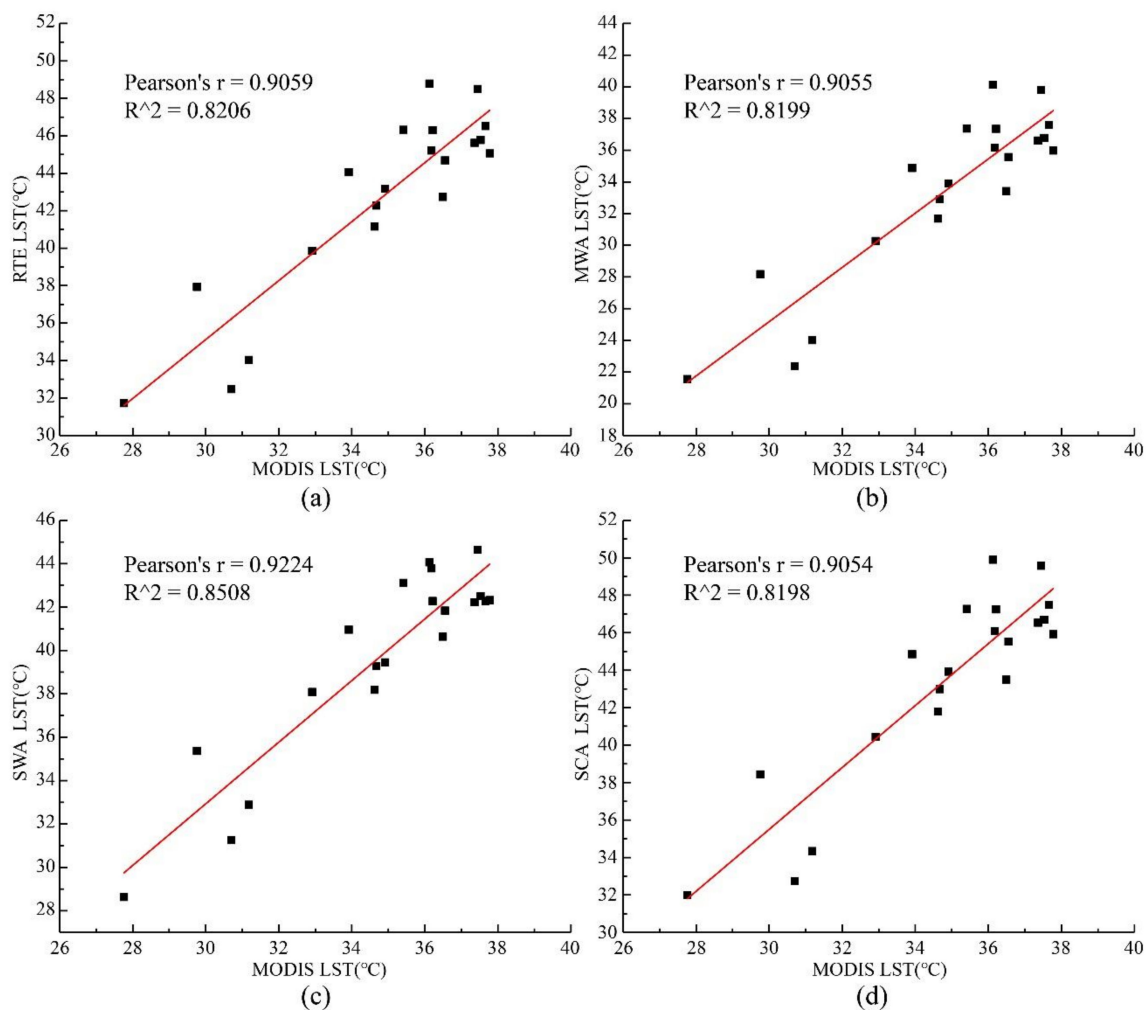 52
50
48
46
44
42
40
38
36
34
32
30
RTE LST(℃)
Pearson's r = 0.9059
R^2 = 0.8206
26 28 30 32 34 36 38 40
MODIS LST(℃)
(a)
44
42
40
38
36
34
32
30
28
26
24
22
20
18
MWA LST(℃)
Pearson's r = 0.9055
R^2 = 0.8199
26 28 30 32 34 36 38 40
MODIS LST(℃)
(b)
46
44
42
40
38
36
34
32
30
28
SWA LST(℃)
Pearson's r = 0.9224
R^2 = 0.8508
26 28 30 32 34 36 38 40
MODIS LST(℃)
(c)
52
50
48
46
44
42
40
38
36
34
32
30
SCA LST(℃)
Pearson's r = 0.9054
R^2 = 0.8198
26 28 30 32 34 36 38 40
MODIS LST(℃)
(d)